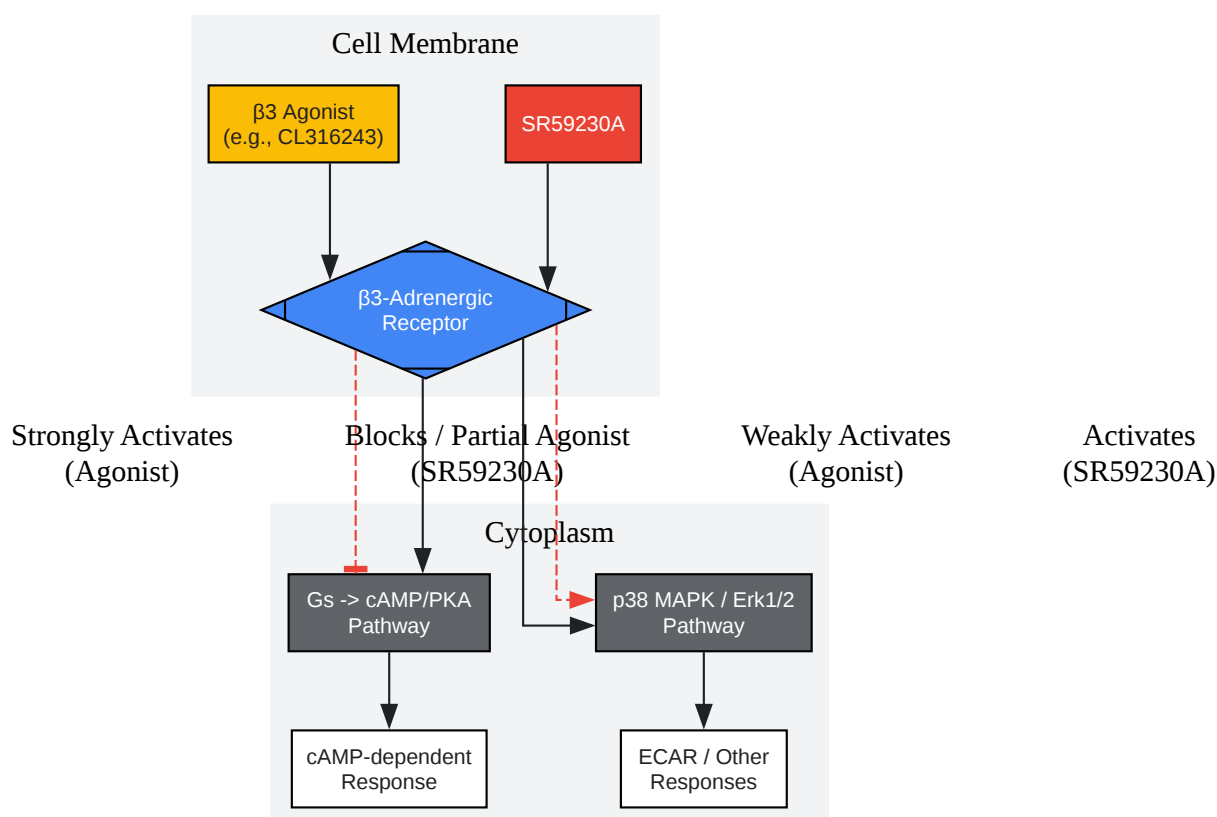 Cell Membrane
β3 Agonist
(e.g., CL316243)
SR59230A
β3-Adrenergic
Receptor
Strongly Activates
(Agonist)
Blocks / Partial Agonist
(SR59230A)
Weakly Activates
(Agonist)
Activates
(SR59230A)
Cytoplasm
Gs -> cAMP/PKA
Pathway
p38 MAPK / Erk1/2
Pathway
cAMP-dependent
Response
ECAR / Other
Responses